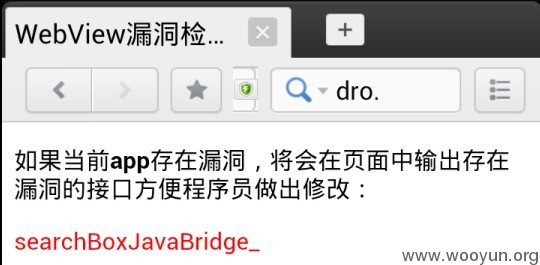 WebView漏洞检...
dro.
如果当前app存在漏洞，将会在页面中输出存在
漏洞的接口方便程序员做出修改：
searchBoxJavaBridge_
www.wooyun.org